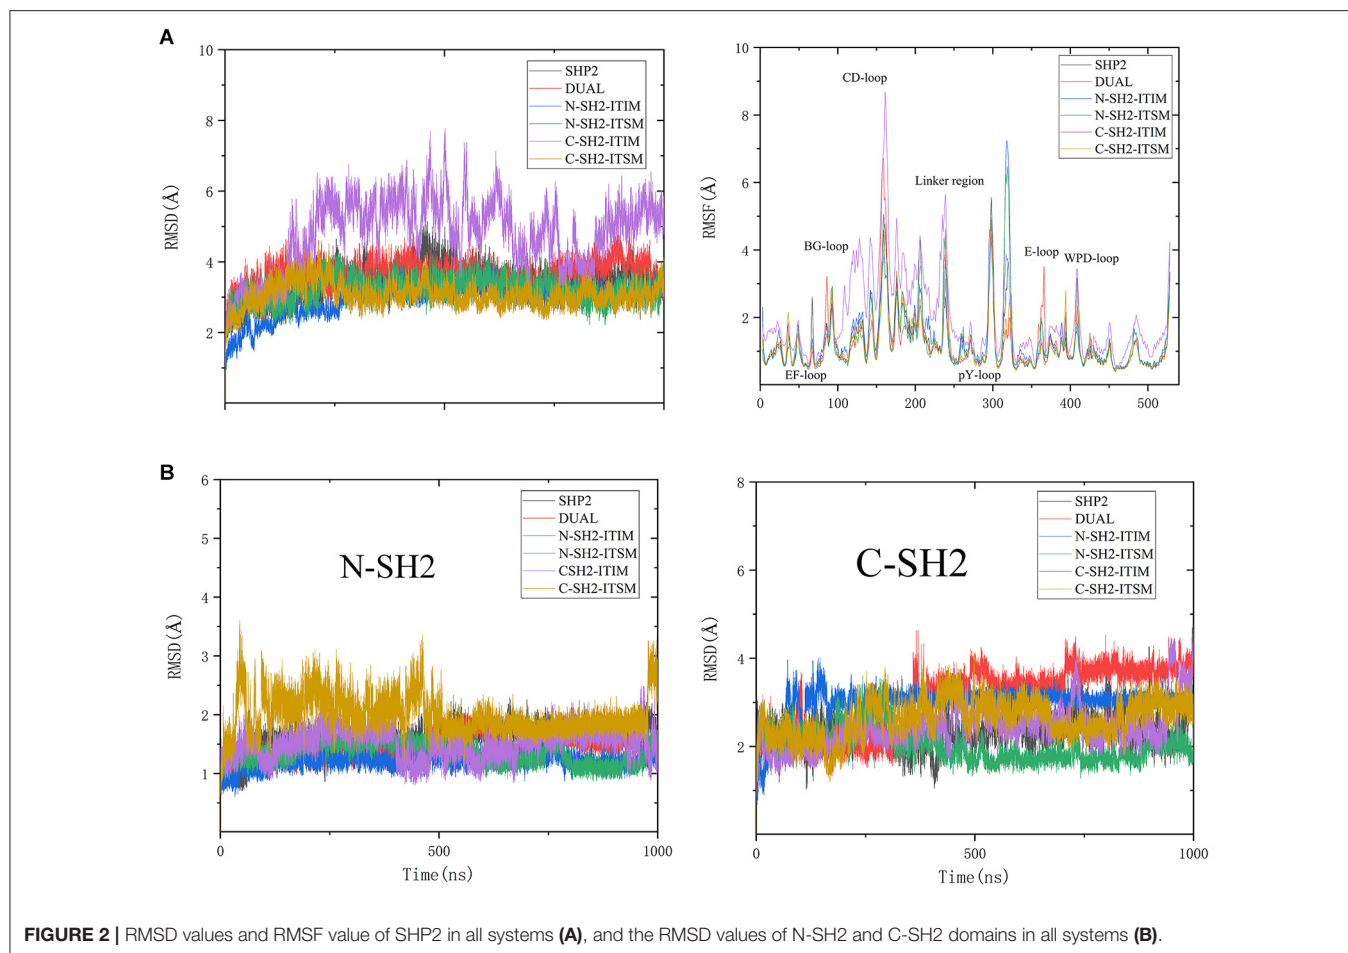 A
10
8
6
4
2
RMSD(Å)
SHP2
DUAL
N-SH2-ITIM
N-SH2-ITSM
C-SH2-ITIM
C-SH2-ITSM
10
8
6
4
2
RMSF(Å)
SHP2
DUAL
N-SH2-ITIM
N-SH2-ITSM
C-SH2-ITIM
C-SH2-ITSM
CD-loop
Linker region
BG-loop
E-loop
WPD-loop
EF-loop
pY-loop
0 100 200 300 400 500
B
6
5
4
3
2
1
RMSD(Å)
N-SH2
SHP2
DUAL
N-SH2-ITIM
N-SH2-ITSM
CSH2-ITIM
C-SH2-ITSM
0 500 1000
Time(ns)
8
6
4
2
RMSD(Å)
C-SH2
SHP2
DUAL
N-SH2-ITIM
N-SH2-ITSM
C-SH2-ITIM
C-SH2-ITSM
0 500 1000
Time(ns)
FIGURE 2 | RMSD values and RMSF value of SHP2 in all systems (A), and the RMSD values of N-SH2 and C-SH2 domains in all systems (B).